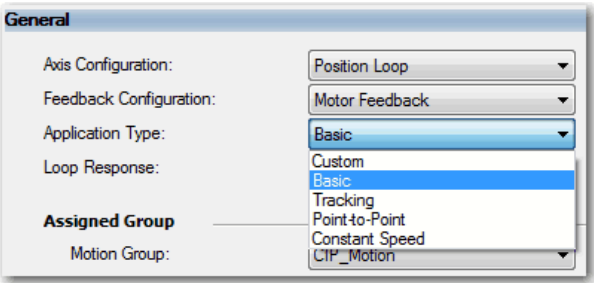 General
Axis Configuration: Position Loop
Feedback Configuration: Motor Feedback
Application Type: Basic
Loop Response:
Custom
Basic
Tracking
Point-to-Point
Constant Speed
Assigned Group
Motion Group: CIP_Motion